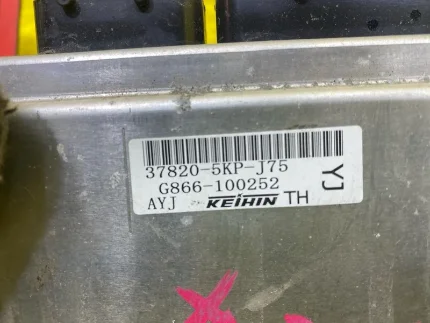 37820-5KP-J75
G866-100252
AYJ KEIHIN TH
YJ